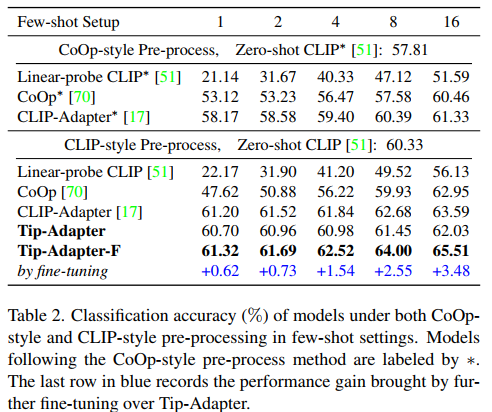 Few-shot Setup 1 2 4 8 16
CoOp-style Pre-process, Zero-shot CLIP* [51]: 57.81
Linear-probe CLIP* [51] 21.14 31.67 40.33 47.12 51.59
CoOp* [70] 53.12 53.23 56.47 57.58 60.46
CLIP-Adapter* [17] 58.17 58.58 59.40 60.39 61.33
CLIP-style Pre-process, Zero-shot CLIP [51]: 60.33
Linear-probe CLIP [51] 22.17 31.90 41.20 49.52 56.13
CoOp [70] 47.62 50.88 56.22 59.93 62.95
CLIP-Adapter [17] 61.20 61.52 61.84 62.68 63.59
Tip-Adapter 60.70 60.96 60.98 61.45 62.03
Tip-Adapter-F 61.32 61.69 62.52 64.00 65.51
by fine-tuning +0.62 +0.73 +1.54 +2.55 +3.48
Table 2. Classification accuracy (%) of models under both CoOp-
style and CLIP-style pre-processing in few-shot settings. Models
following the CoOp-style pre-process method are labeled by ∗.
The last row in blue records the performance gain brought by fur-
ther fine-tuning over Tip-Adapter.